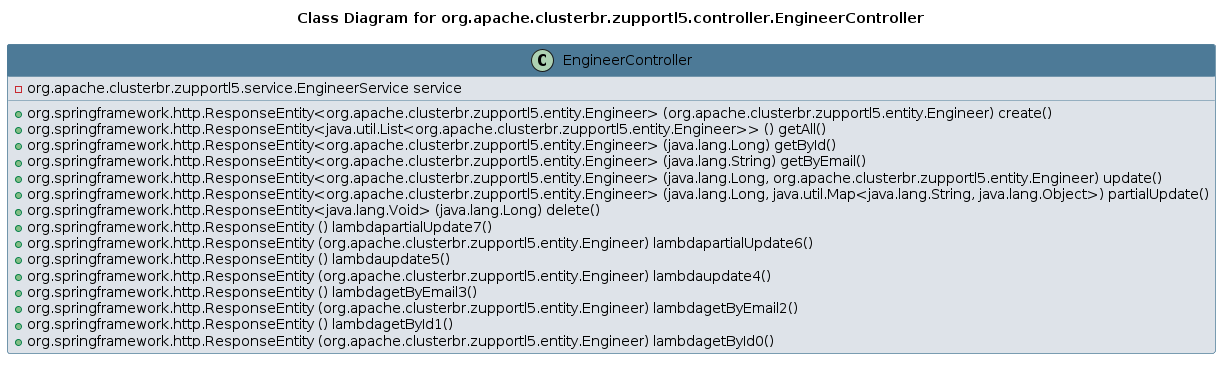 Class Diagram for org.apache.clusterbr.zupportl5.controller.EngineerController
C EngineerController
org.apache.clusterbr.zupportl5.service.EngineerService service
org.springframework.http.ResponseEntity<org.apache.clusterbr.zupportl5.entity.Engineer> (org.apache.clusterbr.zupportl5.entity.Engineer) create()
org.springframework.http.ResponseEntity<java.util.List<org.apache.clusterbr.zupportl5.entity.Engineer>> () getAll()
org.springframework.http.ResponseEntity<org.apache.clusterbr.zupportl5.entity.Engineer> (java.lang.Long) getById()
org.springframework.http.ResponseEntity<org.apache.clusterbr.zupportl5.entity.Engineer> (java.lang.String) getByEmail()
org.springframework.http.ResponseEntity<org.apache.clusterbr.zupportl5.entity.Engineer> (java.lang.Long, org.apache.clusterbr.zupportl5.entity.Engineer) update()
org.springframework.http.ResponseEntity<org.apache.clusterbr.zupportl5.entity.Engineer> (java.lang.Long, java.util.Map<java.lang.String, java.lang.Object>) partialUpdate()
org.springframework.http.ResponseEntity<java.lang.Void> (java.lang.Long) delete()
org.springframework.http.ResponseEntity () lambdapartialUpdate7()
org.springframework.http.ResponseEntity (org.apache.clusterbr.zupportl5.entity.Engineer) lambdapartialUpdate6()
org.springframework.http.ResponseEntity () lambdaupdate5()
org.springframework.http.ResponseEntity (org.apache.clusterbr.zupportl5.entity.Engineer) lambdaupdate4()
org.springframework.http.ResponseEntity () lambdagetByEmail3()
org.springframework.http.ResponseEntity (org.apache.clusterbr.zupportl5.entity.Engineer) lambdagetByEmail2()
org.springframework.http.ResponseEntity () lambdagetById1()
org.springframework.http.ResponseEntity (org.apache.clusterbr.zupportl5.entity.Engineer) lambdagetById0()